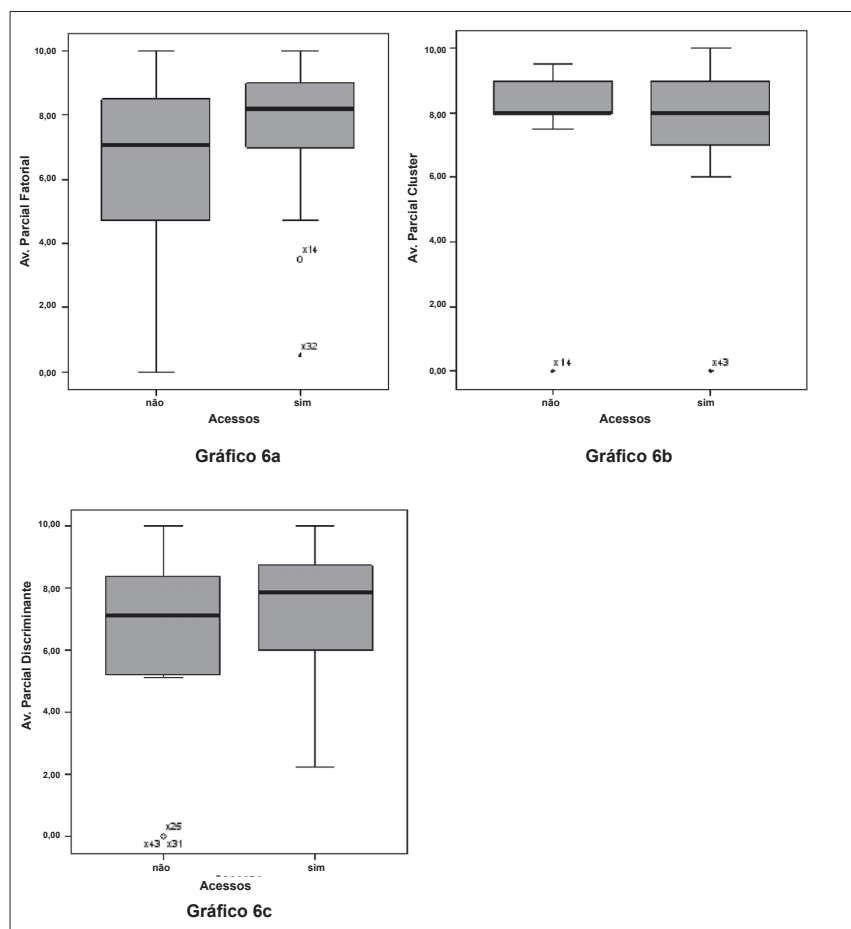 10,00
8,00
6,00
4,00
2,00
0,00
Av. Parcial Fatorial
x14
x32
não sim
Acessos
Gráfico 6a
10,00
8,00
6,00
4,00
2,00
0,00
Av. Parcial Cluster
x14
x43
não sim
Acessos
Gráfico 6b
10,00
8,00
6,00
4,00
2,00
0,00
Av. Parcial Discriminante
x25
x43 x31
não sim
Acessos
Gráfico 6c